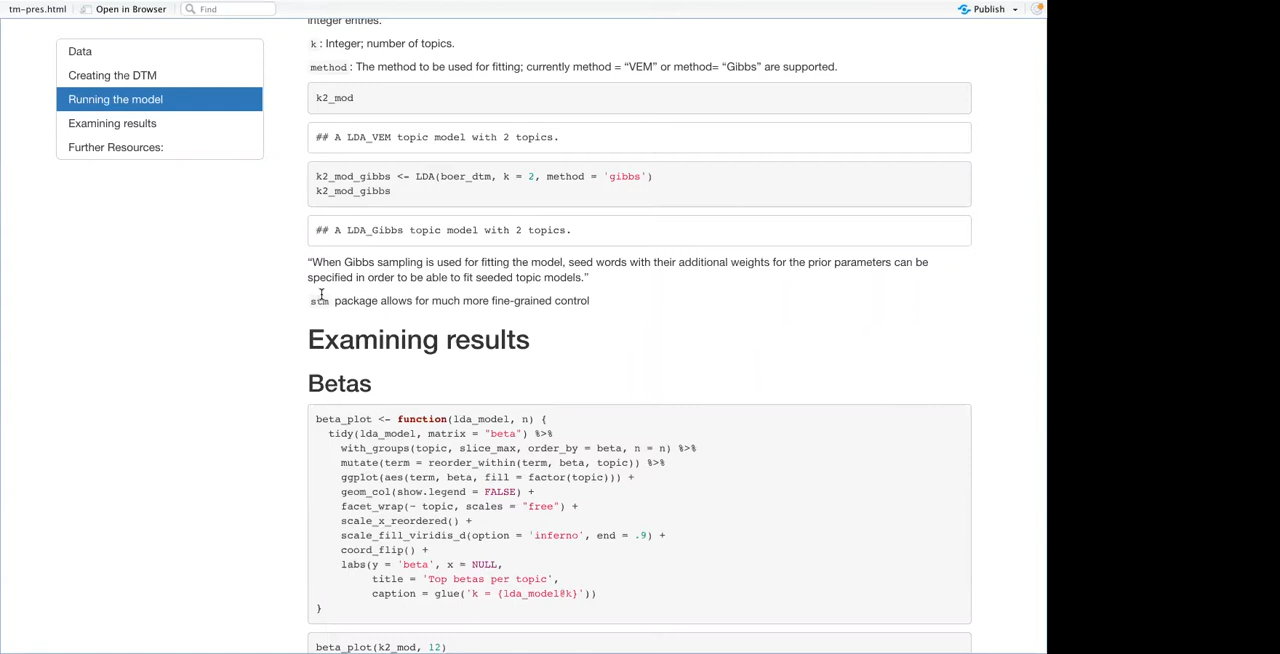 tm-pres.html Open in Browser Find Publish
Data
Creating the DTM
Running the model
Examining results
Further Resources:
integer entries.
k : Integer; number of topics.
method : The method to be used for fitting; currently method = “VEM” or method= “Gibbs” are supported.
k2_mod
## A LDA_VEM topic model with 2 topics.
k2_mod_gibbs <- LDA(boer_dtm, k = 2, method = 'gibbs')
k2_mod_gibbs
## A LDA_Gibbs topic model with 2 topics.
“When Gibbs sampling is used for fitting the model, seed words with their additional weights for the prior parameters can be
specified in order to be able to fit seeded topic models.”
stm package allows for much more fine-grained control
Examining results
Betas
beta_plot <- function(lda_model, n) {
tidy(lda_model, matrix = "beta") %>%
with_groups(topic, slice_max, order_by = beta, n = n) %>%
mutate(term = reorder_within(term, beta, topic)) %>%
ggplot(aes(term, beta, fill = factor(topic))) +
geom_col(show.legend = FALSE) +
facet_wrap(~ topic, scales = "free") +
scale_x_reordered() +
scale_fill_viridis_d(option = 'inferno', end = .9) +
coord_flip() +
labs(y = 'beta', x = NULL,
title = 'Top betas per topic',
caption = glue('k = {lda_model@k}'))
}
beta_plot(k2_mod, 12)